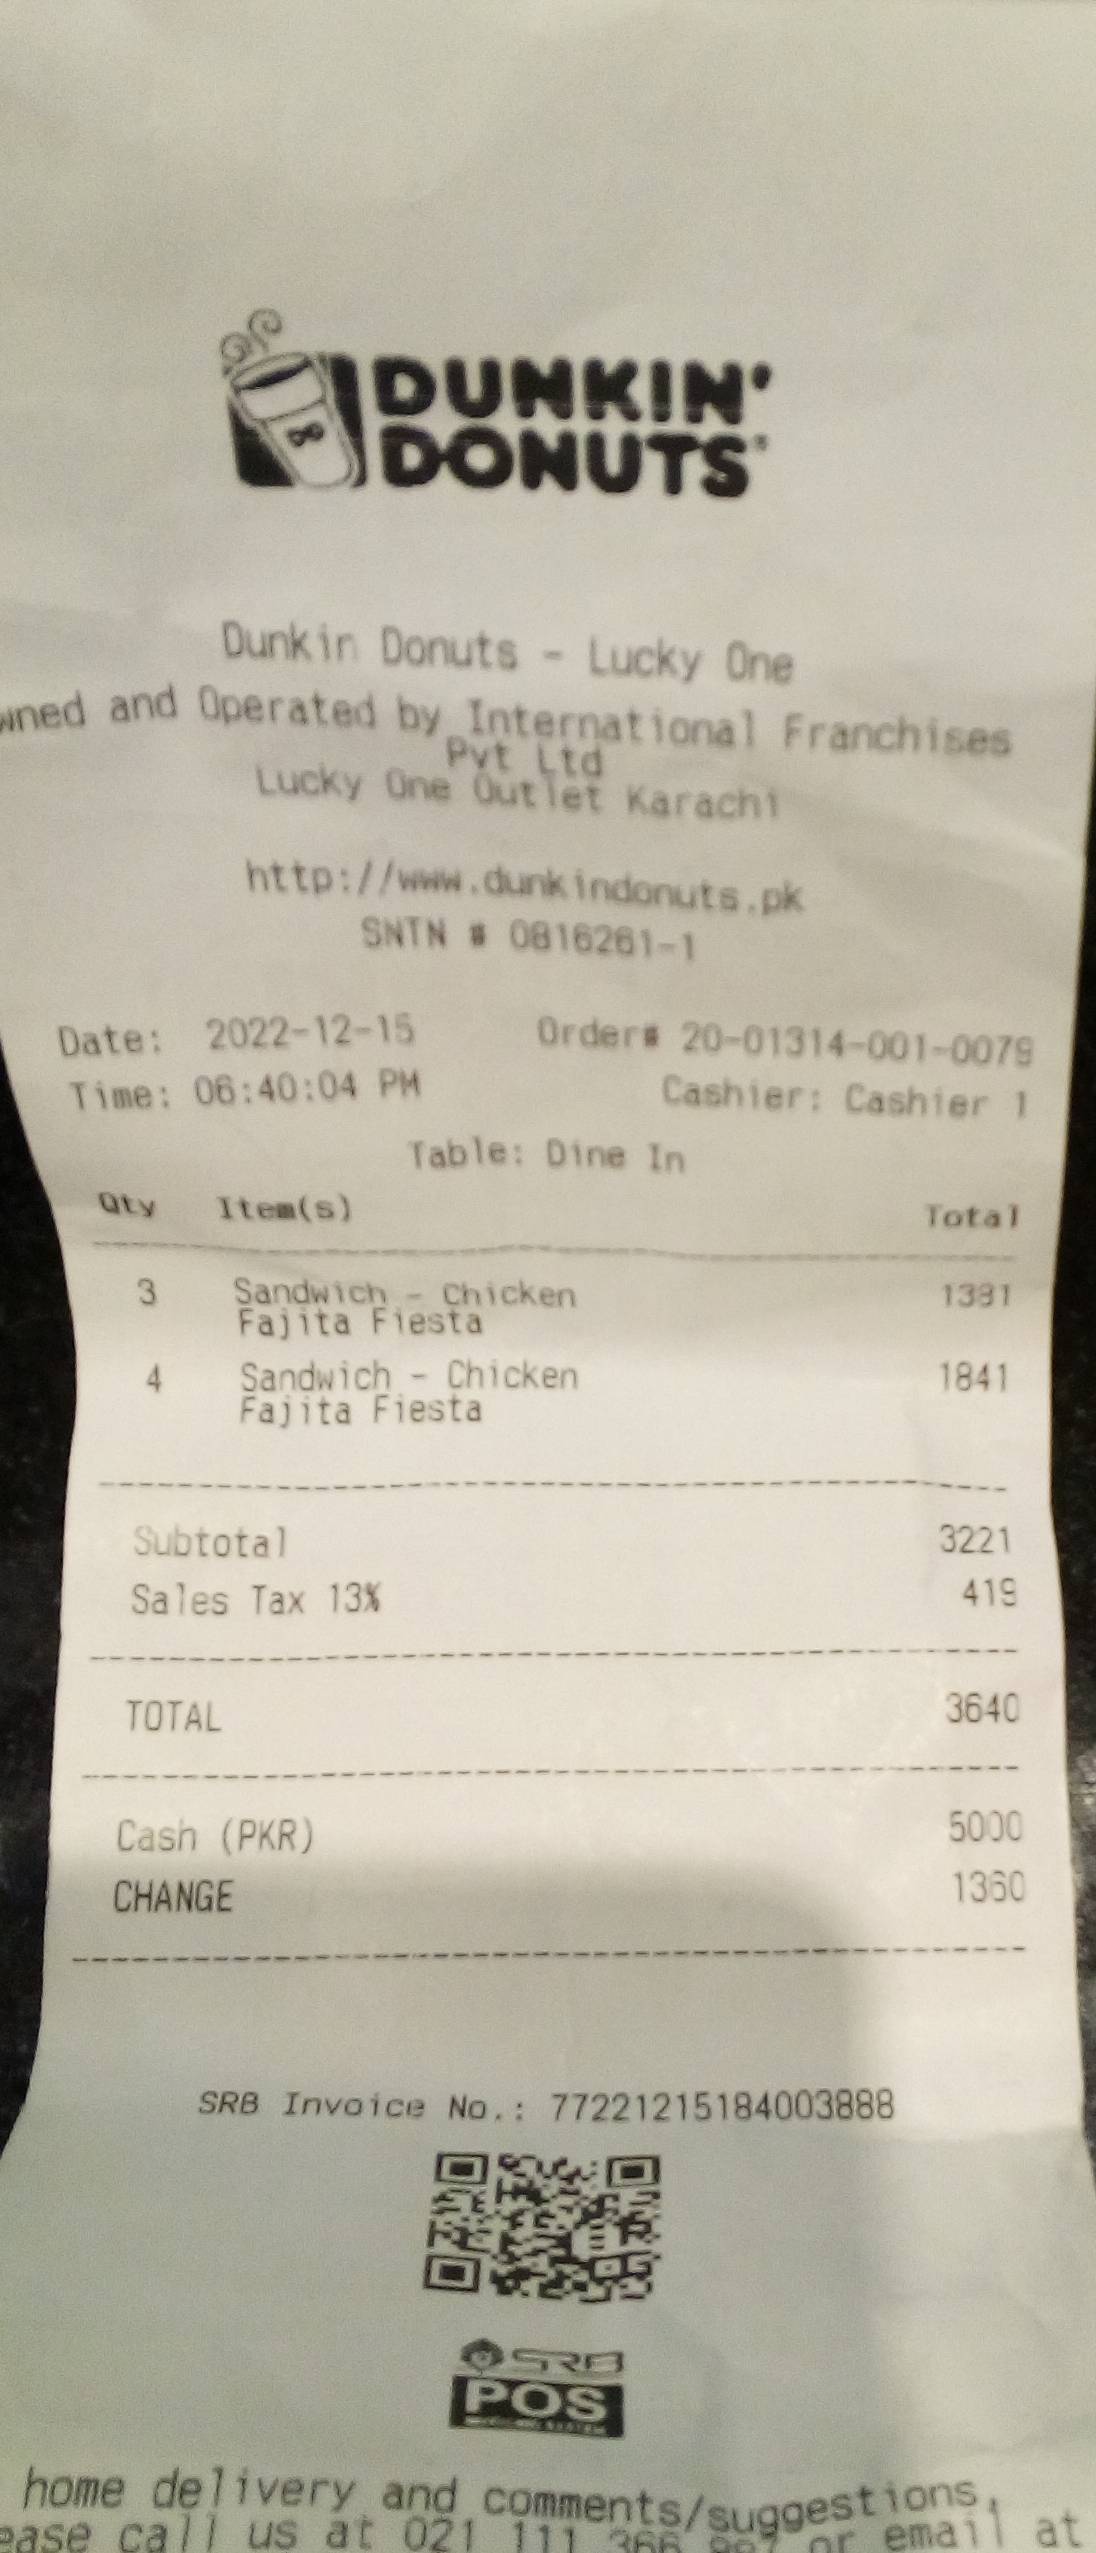 DUNKIN'
DONUTS
Dunkin Donuts - Lucky One
wned and Operated by International Franchises
Pvt Ltd
Lucky One Outlet Karachi
http://www.dunkindonuts.pk
SNTN # 0816261-1
Date: 2022-12-15 Order# 20-01314-001-0079
Time: 06:40:04 PM Cashier: Cashier 1
Table: Dine In
Qty Item(s) Total
3 Sandwich - Chicken 1381
Fajita Fiesta
4 Sandwich - Chicken 1841
Fajita Fiesta
Subtotal 3221
Sales Tax 13% 419
TOTAL 3640
Cash (PKR) 5000
CHANGE 1360
SRB Invoice No.: 77221215184003888
SRB
POS
home delivery and comments/suggestions,
ease call us at 021 111 366 997 or email at